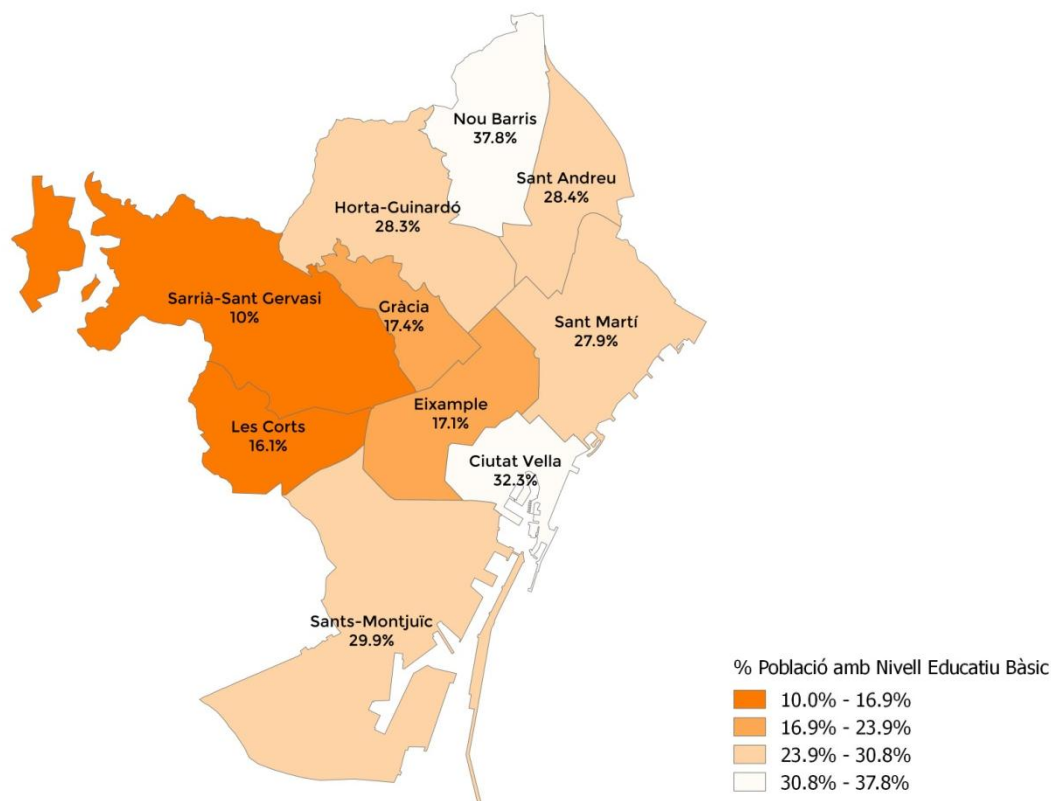 Nou Barris
37.8%
Sant Andreu
28.4%
Horta-Guinardó
28.3%
Sarrià-Sant Gervasi
10%
Gràcia
17.4%
Sant Martí
27.9%
Eixample
17.1%
Les Corts
16.1%
Ciutat Vella
32.3%
Sants-Montjuïc
29.9%
% Població amb Nivell Educatiu Bàsic
10.0% - 16.9%
16.9% - 23.9%
23.9% - 30.8%
30.8% - 37.8%